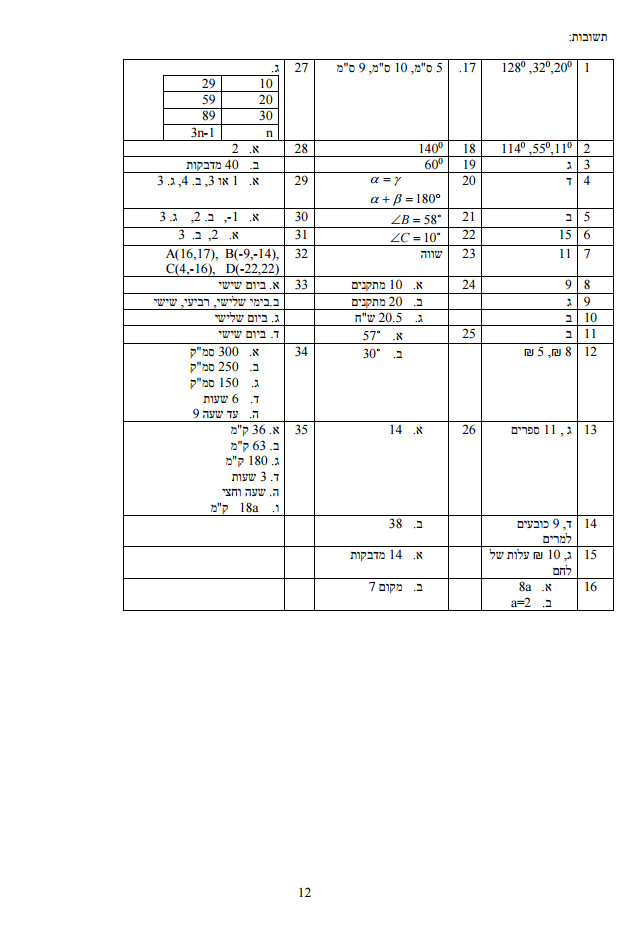 תשובות:
1 128⁰ ,32⁰,20⁰ 17. 5 ס"מ, 10 ס"מ, 9 ס"מ 27 ג.
10 29
20 59
30 89
n 3n-1
2 114⁰ ,55⁰,11⁰ 18 140⁰ 28 א. 2
3 ג 19 60⁰ ב. 40 מדבקות
4 ד 20 α = γ 29 א. 1 או 3, ב. 4, ג. 3
α + β = 180°
5 ב 21 ∠B = 58° 30 א. 1-, ב. 2, ג. 3
6 15 22 ∠C = 10° 31 א. 2, ב. 3
7 11 23 שווה 32 A(16,17), B(-9,-14),
C(4,-16), D(-22,22)
8 9 24 א. 10 מתקנים 33 א. ביום שישי
9 ג ב. 20 מתקנים ב.בימי שלישי, רביעי, שישי
10 ב ג. 20.5 ש"ח ג. ביום שלישי
11 ב 25 א. 57° ד. ביום שישי
12 8 ₪, 5 ₪ ב. 30° 34 א. 300 סמ"ק
ב. 250 סמ"ק
ג. 150 סמ"ק
ד. 6 שעות
ה. עד שעה 9
13 ג , 11 ספרים 26 א. 14 35 א. 36 ק"מ
ב. 63 ק"מ
ג. 180 ק"מ
ד. 3 שעות
ה. שעה וחצי
ו. 18a ק"מ
14 ד, 9 כובעים ב. 38
למרים
15 ג, 10 ₪ עלות של א. 14 מדבקות
לחם
16 א. 8a ב. מקום 7
ב. a=2
12